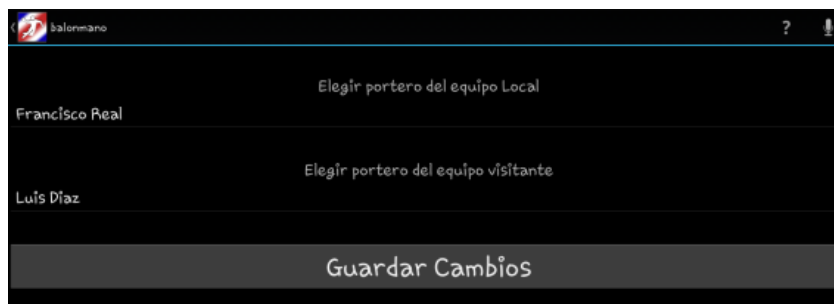 balonmano ?
Elegir portero del equipo Local
Francisco Real
Elegir portero del equipo visitante
Luis Diaz
Guardar Cambios